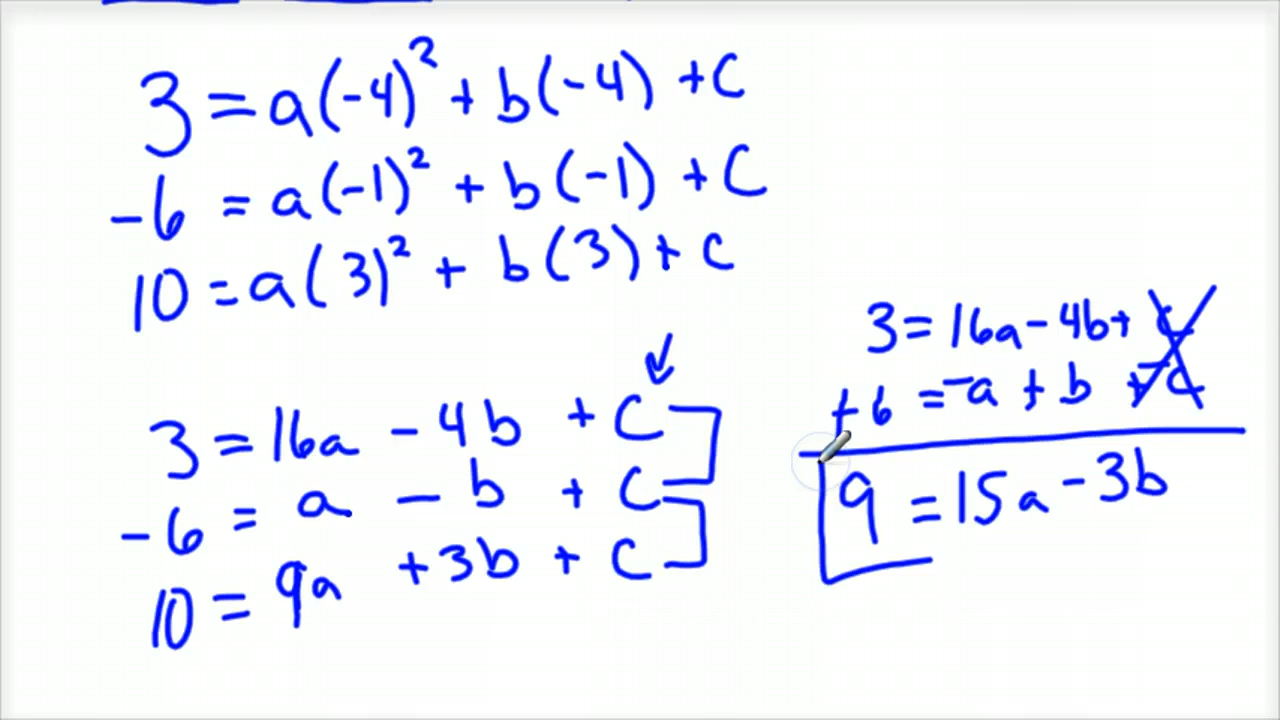 3 = a(-4)² + b(-4) + c
-6 = a(-1)² + b(-1) + c
10 = a(3)² + b(3) + c
3 = 16a - 4b + c
-6 = a - b + c
10 = 9a + 3b + c
3 = 16a - 4b + c
+6 = -a + b + -c
9 = 15a - 3b